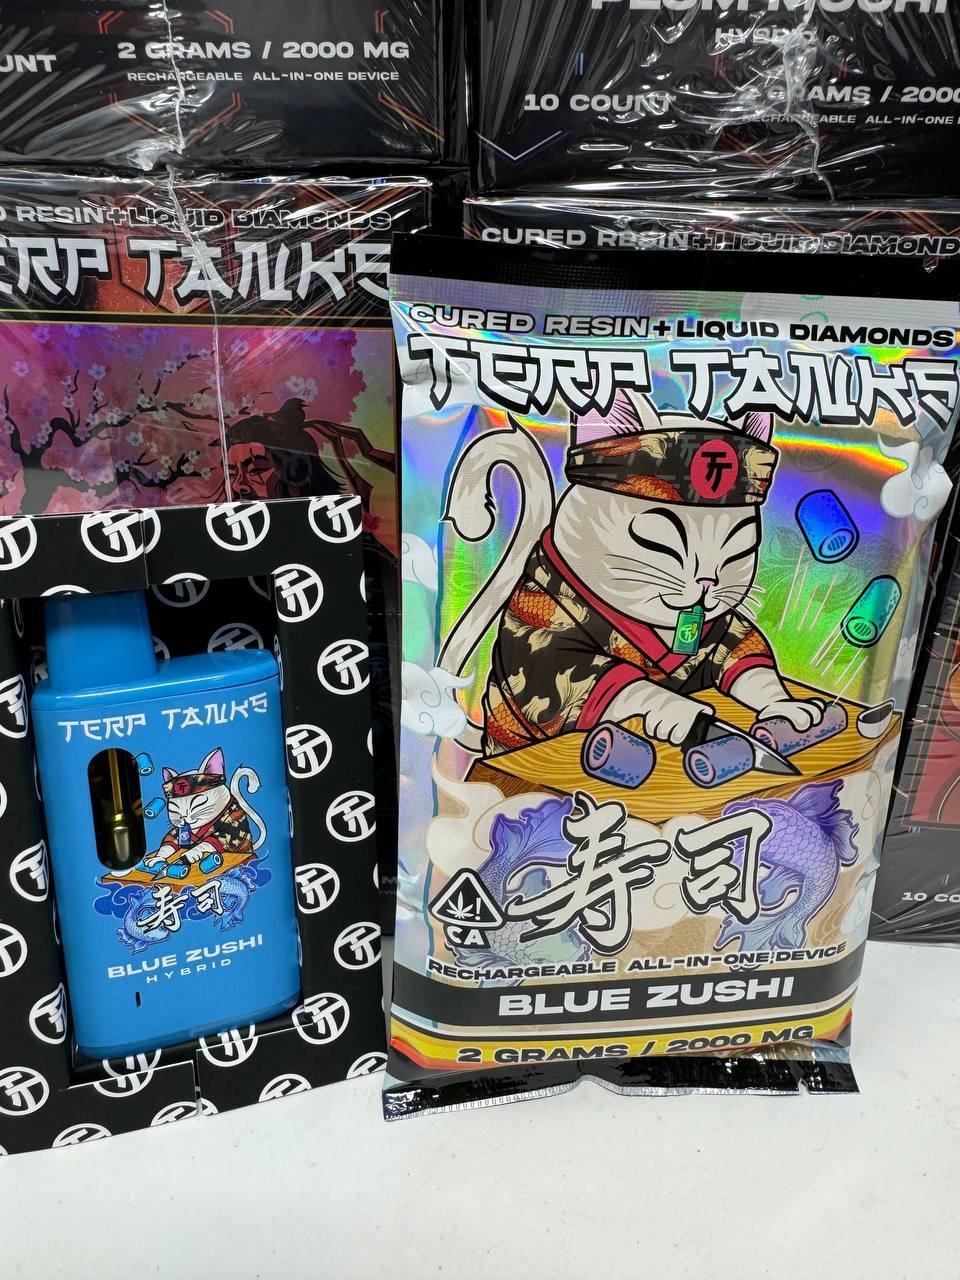 2 GRAMS / 2000 MG
RECHARGEABLE ALL-IN-ONE DEVICE
10 COUNT
RESIN+LIQUID DIAMONDS
TANKS
CURED RESIN+LIQUID DIAMONDS
CURED RESIN+LIQUID DIAMONDS
TERP TANKS
TERP TANKS
寿司
BLUE ZUSHI
HYBRID
寿司
CA
RECHARGEABLE ALL-IN-ONE DEVICE
BLUE ZUSHI
2 GRAMS / 2000 MG